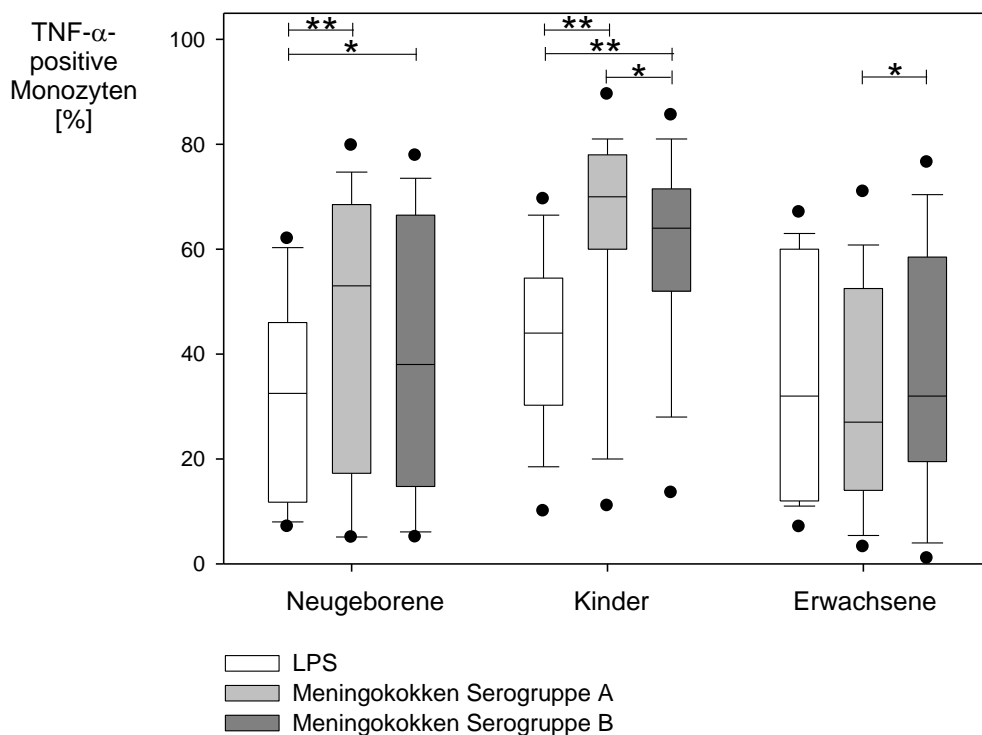 TNF-α-
positive
Monozyten
[%]
100
80
60
40
20
0
** ** 
* ** 
* *
Neugeborene Kinder Erwachsene
LPS
Meningokokken Serogruppe A
Meningokokken Serogruppe B